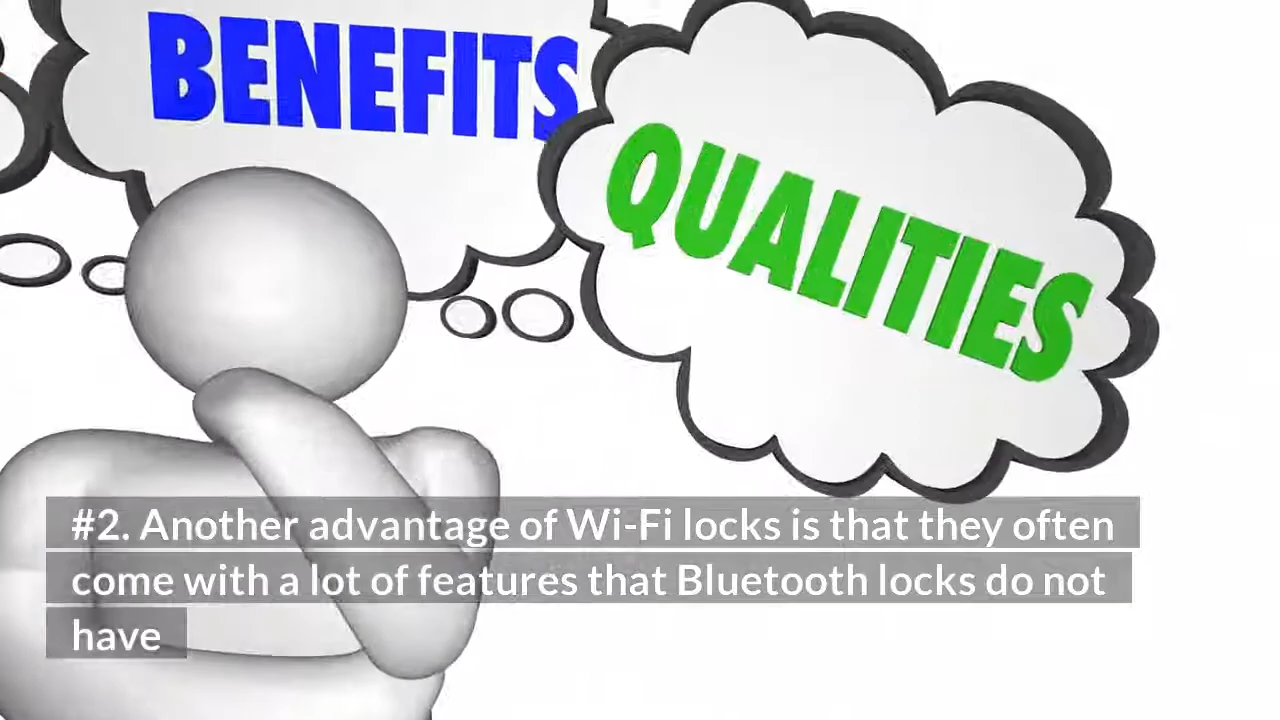 BENEFITS
QUALITIES
#2. Another advantage of Wi-Fi locks is that they often
come with a lot of features that Bluetooth locks do not
have